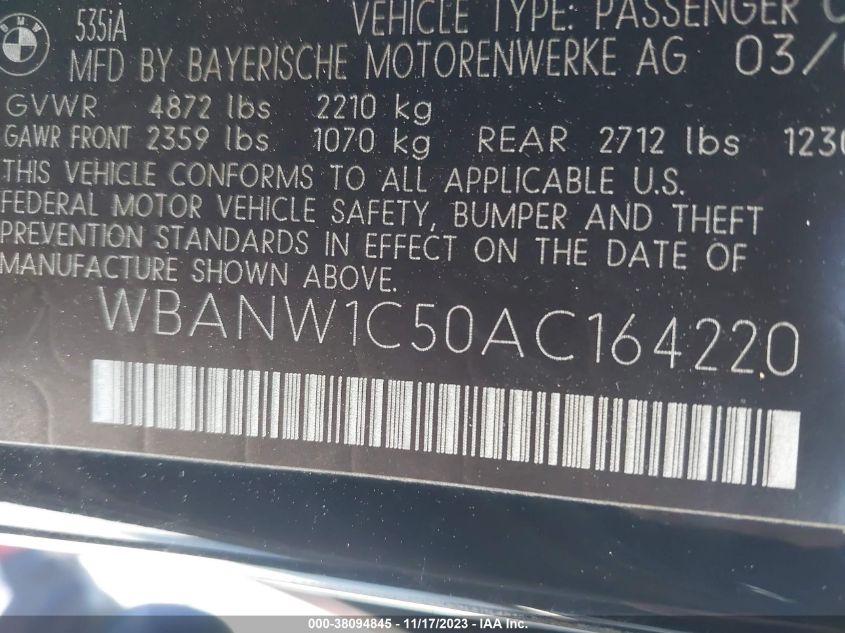 BMW
535iA
VEHICLE TYPE: PASSENGER
MFD BY BAYERISCHE MOTORENWERKE AG 03/
GVWR 4872 lbs 2210 kg
GAWR FRONT 2359 lbs 1070 kg REAR 2712 lbs 1230
THIS VEHICLE CONFORMS TO ALL APPLICABLE U.S.
FEDERAL MOTOR VEHICLE SAFETY, BUMPER AND THEFT
PREVENTION STANDARDS IN EFFECT ON THE DATE OF
MANUFACTURE SHOWN ABOVE.
WBANW1C50AC164220
000-38094845 - 11/17/2023 - IAA, Inc.